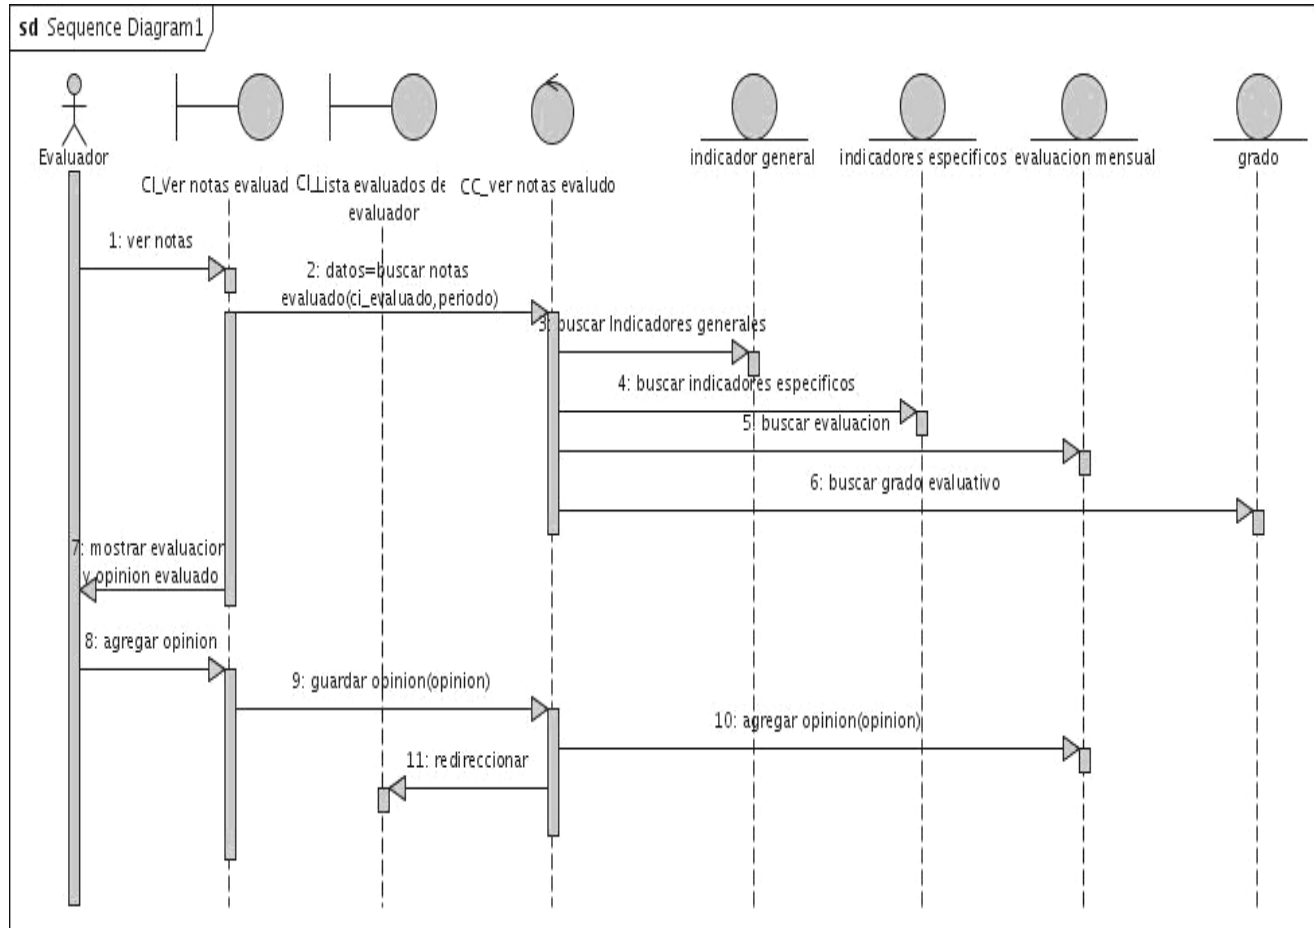 sd Sequence Diagram1
Evaluador
CI_Ver notas evaluad
CI_Lista evaluados de
evaluador
CC_ver notas evaludo
indicador general
indicadores especificos
evaluacion mensual
grado
1: ver notas
2: datos=buscar notas
evaluado(ci_evaluado,periodo)
3: buscar Indicadores generales
4: buscar indicadores especificos
5: buscar evaluacion
6: buscar grado evaluativo
7: mostrar evaluacion
y opinion evaluado
8: agregar opinion
9: guardar opinion(opinion)
10: agregar opinion(opinion)
11: redireccionar